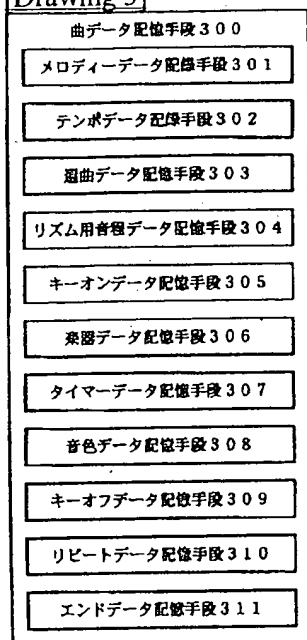 Drawing 3]
曲データ記憶手段300
メロディーデータ記録手段301
テンポデータ記録手段302
選曲データ記憶手段303
リズム用音程データ記憶手段304
キーオンデータ記憶手段305
楽器データ記憶手段306
タイマーデータ記憶手段307
音色データ記憶手段308
キーオフデータ記憶手段309
リピートデータ記憶手段310
エンドデータ記憶手段311